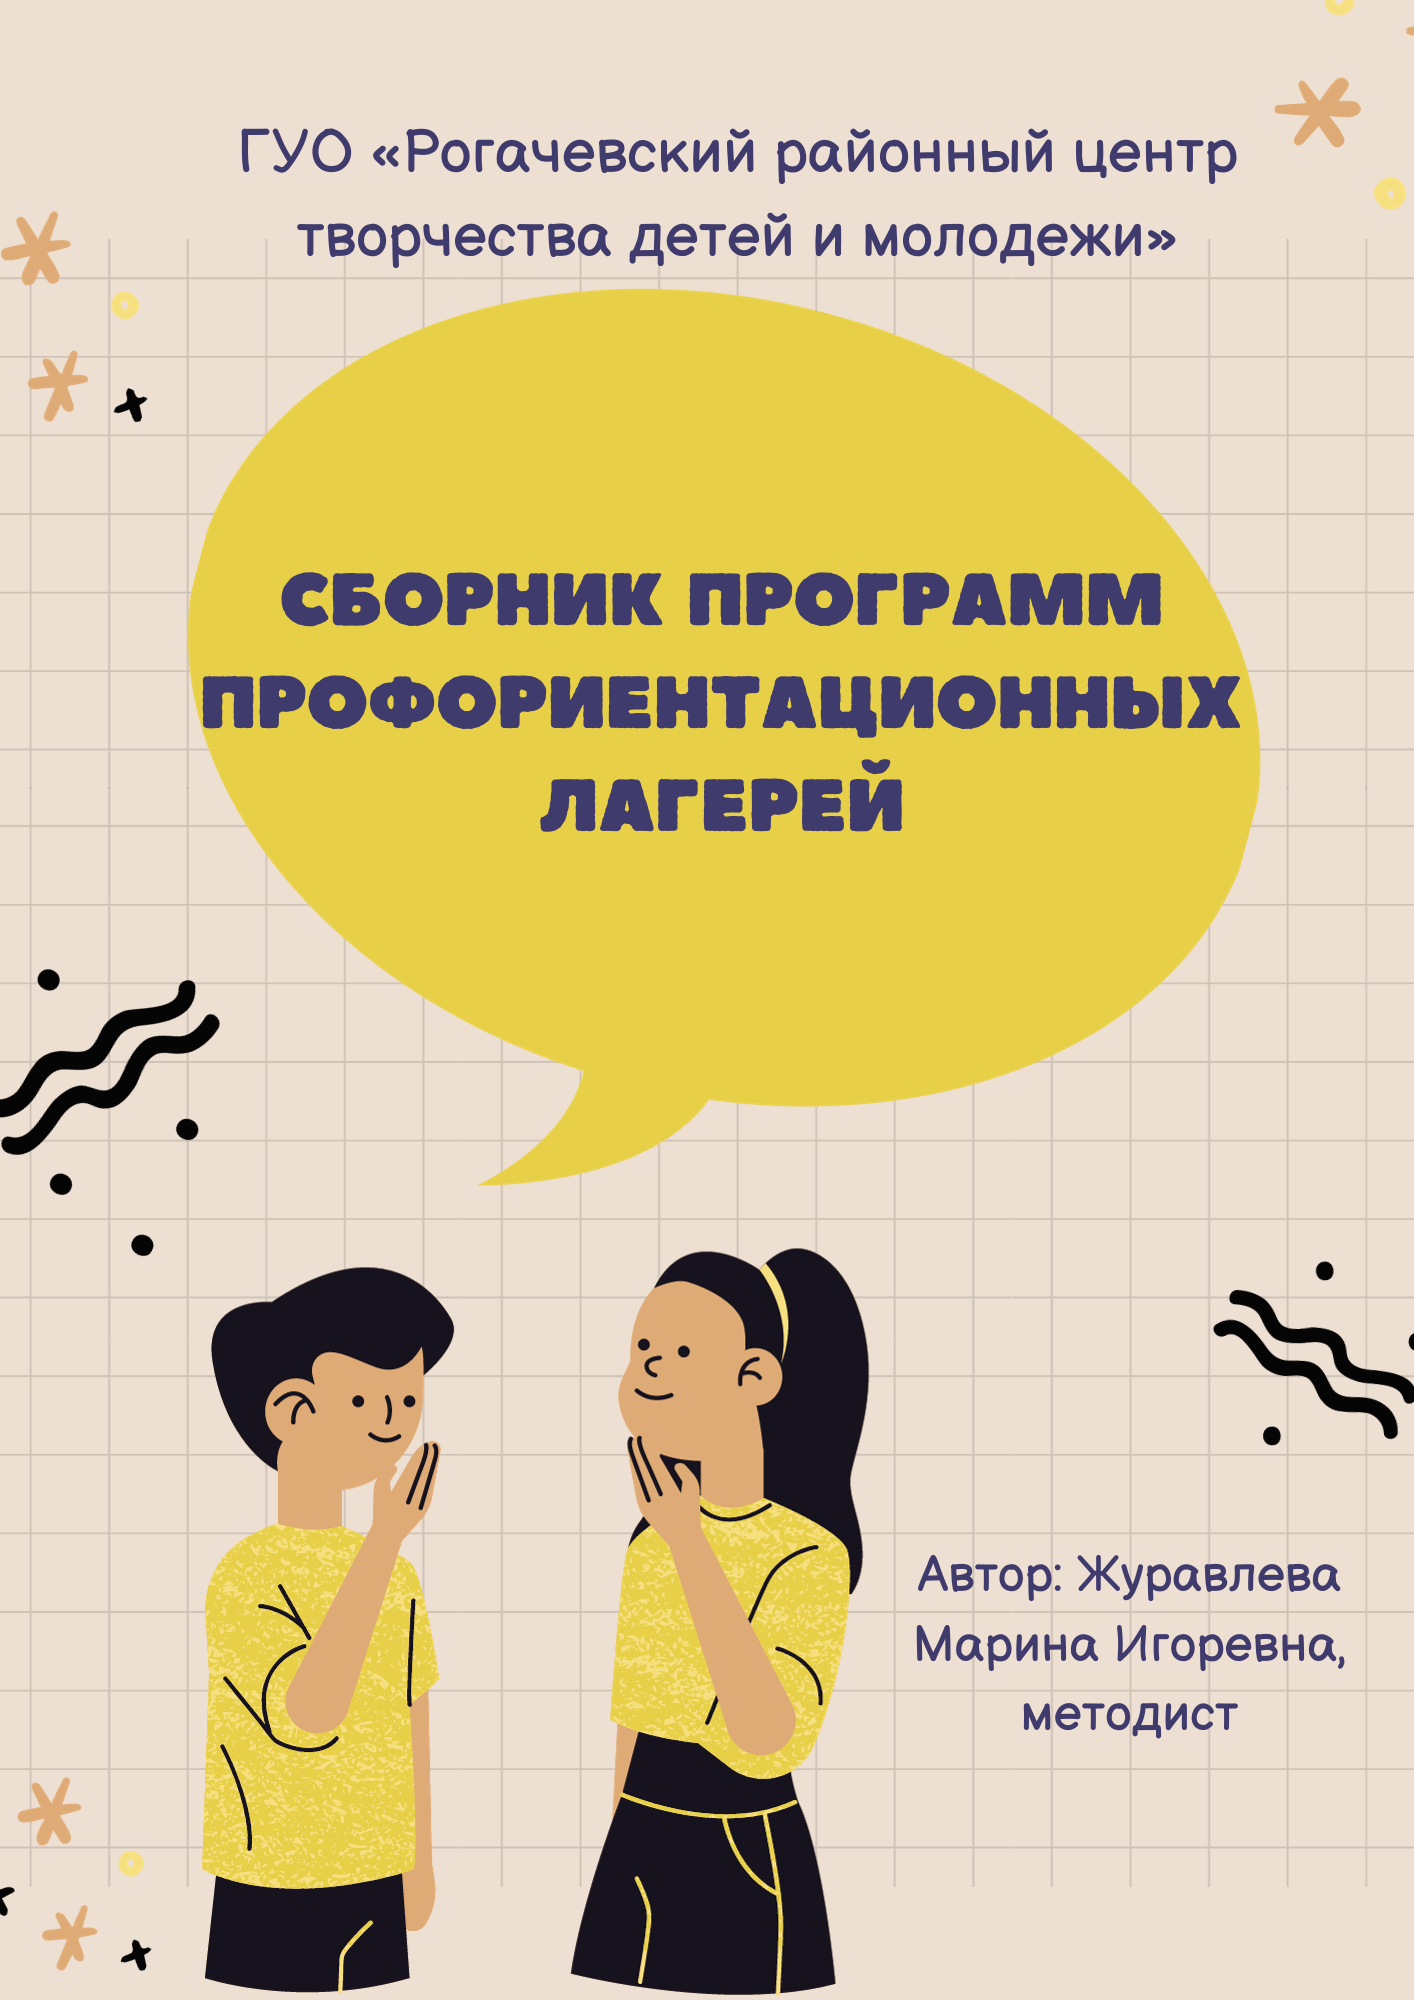 ГУО «Рогачевский районный центр
творчества детей и молодежи»
СБОРНИК ПРОГРАММ
ПРОФОРИЕНТАЦИОННЫХ
ЛАГЕРЕЙ
Автор: Журавлева
Марина Игоревна,
методист